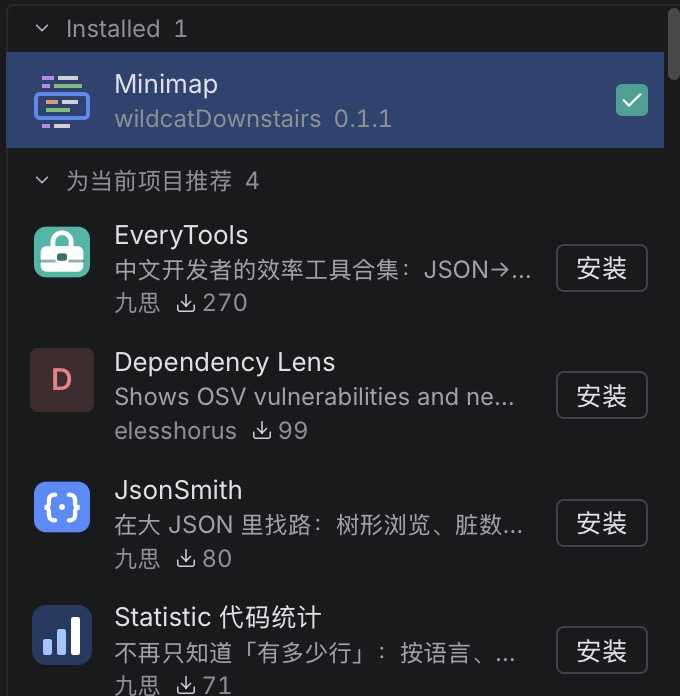 Installed 1
Minimap
wildcatDownstairs 0.1.1
为当前项目推荐 4
EveryTools
中文开发者的效率工具合集：JSON→...
安装
九思 270
D
Dependency Lens
Shows OSV vulnerabilities and ne...
安装
elesshorus 99
JsonSmith
在大 JSON 里找路：树形浏览、脏数...
安装
九思 80
Statistic 代码统计
不再只知道「有多少行」：按语言、...
安装
九思 71